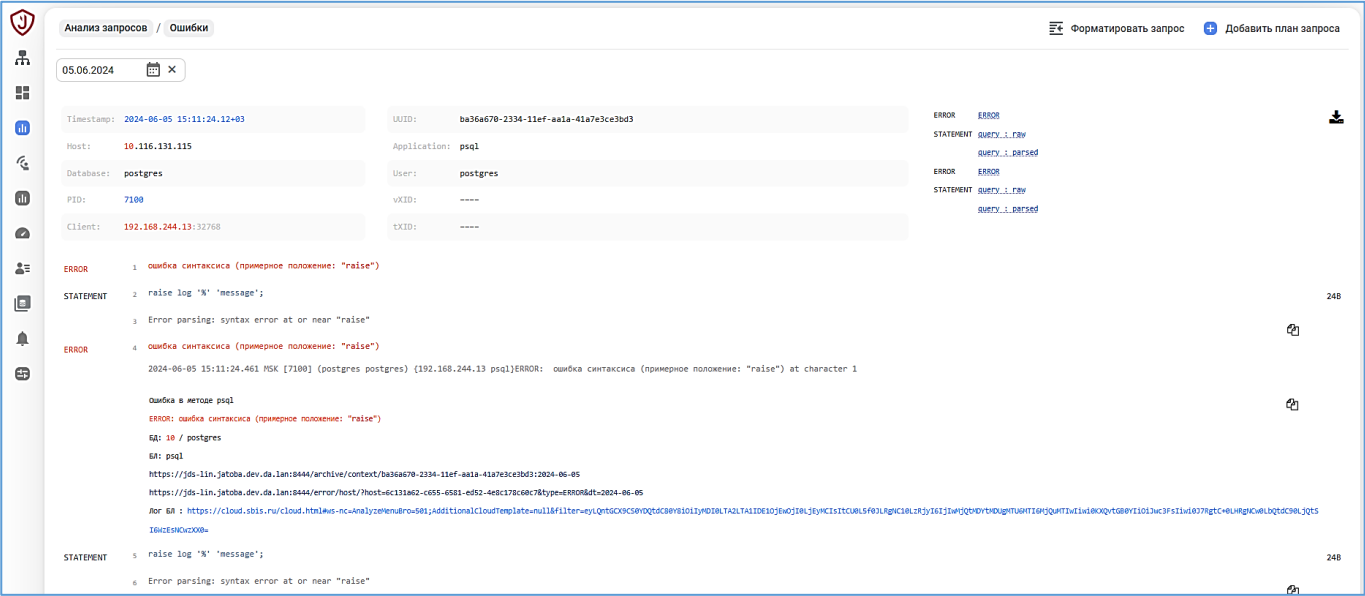 Анализ запросов / Ошибки
Форматировать запрос
Добавить план запроса
05.06.2024
Timestamp: 2024-06-05 15:11:24.12+03
UUID: ba36a670-2334-11ef-aa1a-41a7e3ce3bd3
Host: 10.116.131.115
Application: psql
Database: postgres
User: postgres
PID: 7100
vXID: ----
Client: 192.168.244.13:32768
tXID: ----
ERROR ERROR
STATEMENT query : raw
query : parsed
ERROR ERROR
STATEMENT query : raw
query : parsed
ERROR 1 ошибка синтаксиса (примерное положение: "raise")
STATEMENT 2 raise log '%' 'message'; 24B
3 Error parsing: syntax error at or near "raise"
ERROR 4 ошибка синтаксиса (примерное положение: "raise")
2024-06-05 15:11:24.461 MSK [7100] (postgres postgres) {192.168.244.13 psql}ERROR: ошибка синтаксиса (примерное положение: "raise") at character 1
Ошибка в методе psql
ERROR: ошибка синтаксиса (примерное положение: "raise")
БД: 10 / postgres
БЛ: psql
https://jds-lin.jatoba.dev.da.lan:8444/archive/context/ba36a670-2334-11ef-aa1a-41a7e3ce3bd3:2024-06-05
https://jds-lin.jatoba.dev.da.lan:8444/error/host/?host=6c131a62-c655-6581-ed52-4e8c178c60c7&type=ERROR&dt=2024-06-05
Лог БЛ :
STATEMENT 5 raise log '%' 'message'; 24B
6 Error parsing: syntax error at or near "raise"